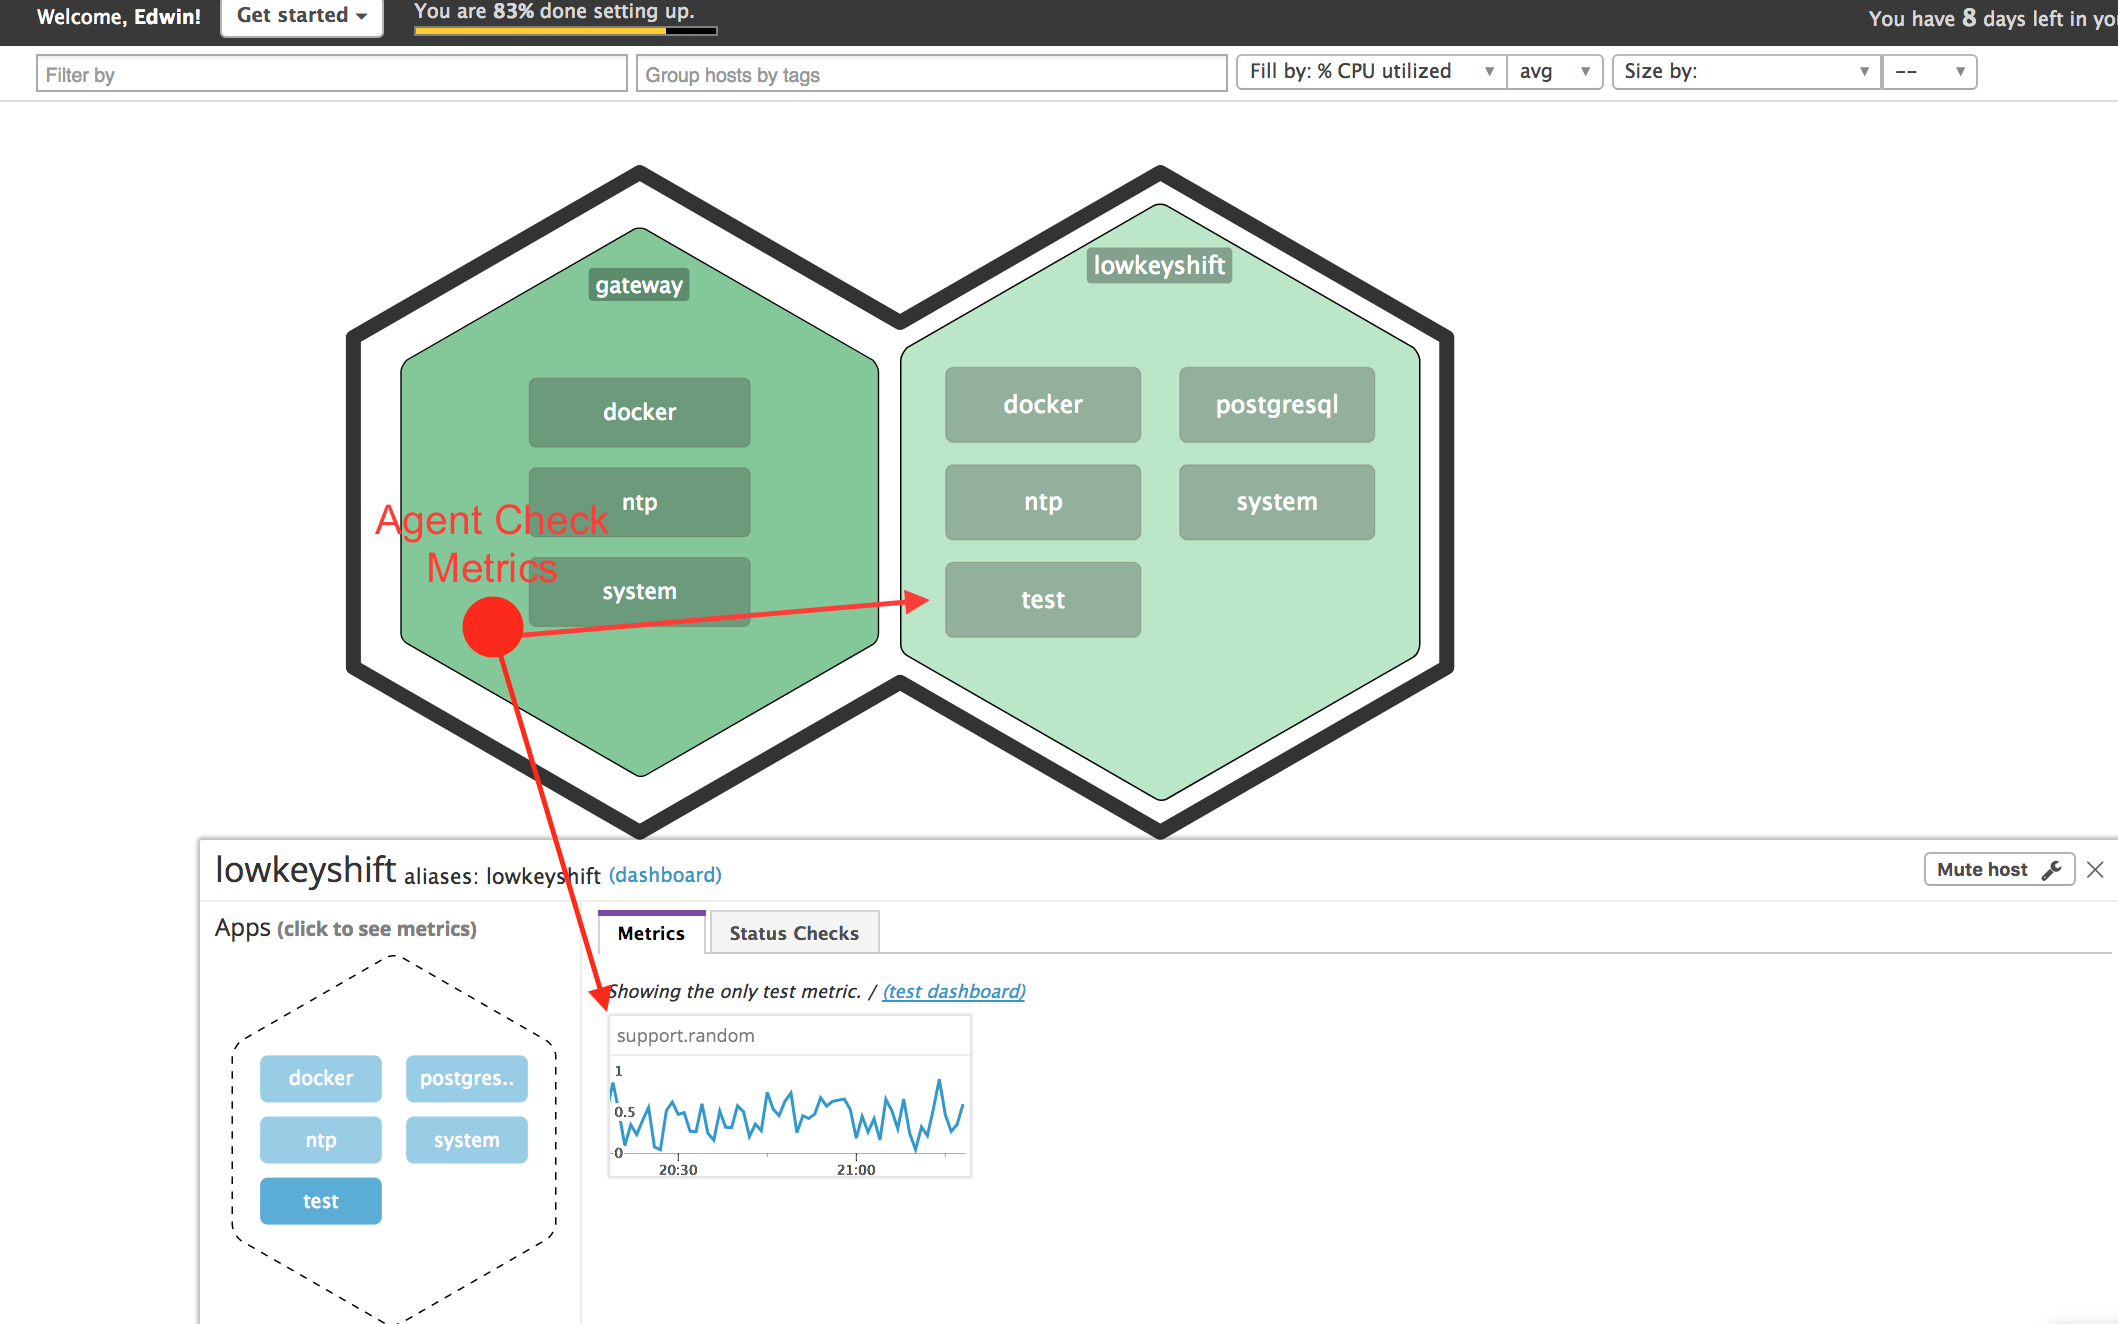 Welcome, Edwin!
Get started
You are 83% done setting up.
You have 8 days left in yo
Filter by
Group hosts by tags
Fill by: % CPU utilized
avg
Size by:
--
gateway
docker
ntp
system
lowkeyshift
docker
postgresql
ntp
system
test
Agent Check
Metrics
lowkeyshift aliases: lowkeyshift (dashboard)
Mute host
Apps (click to see metrics)
docker
postgres..
ntp
system
test
Metrics
Status Checks
Showing the only test metric. / (test dashboard)
support.random
1
0.5
0
20:30
21:00